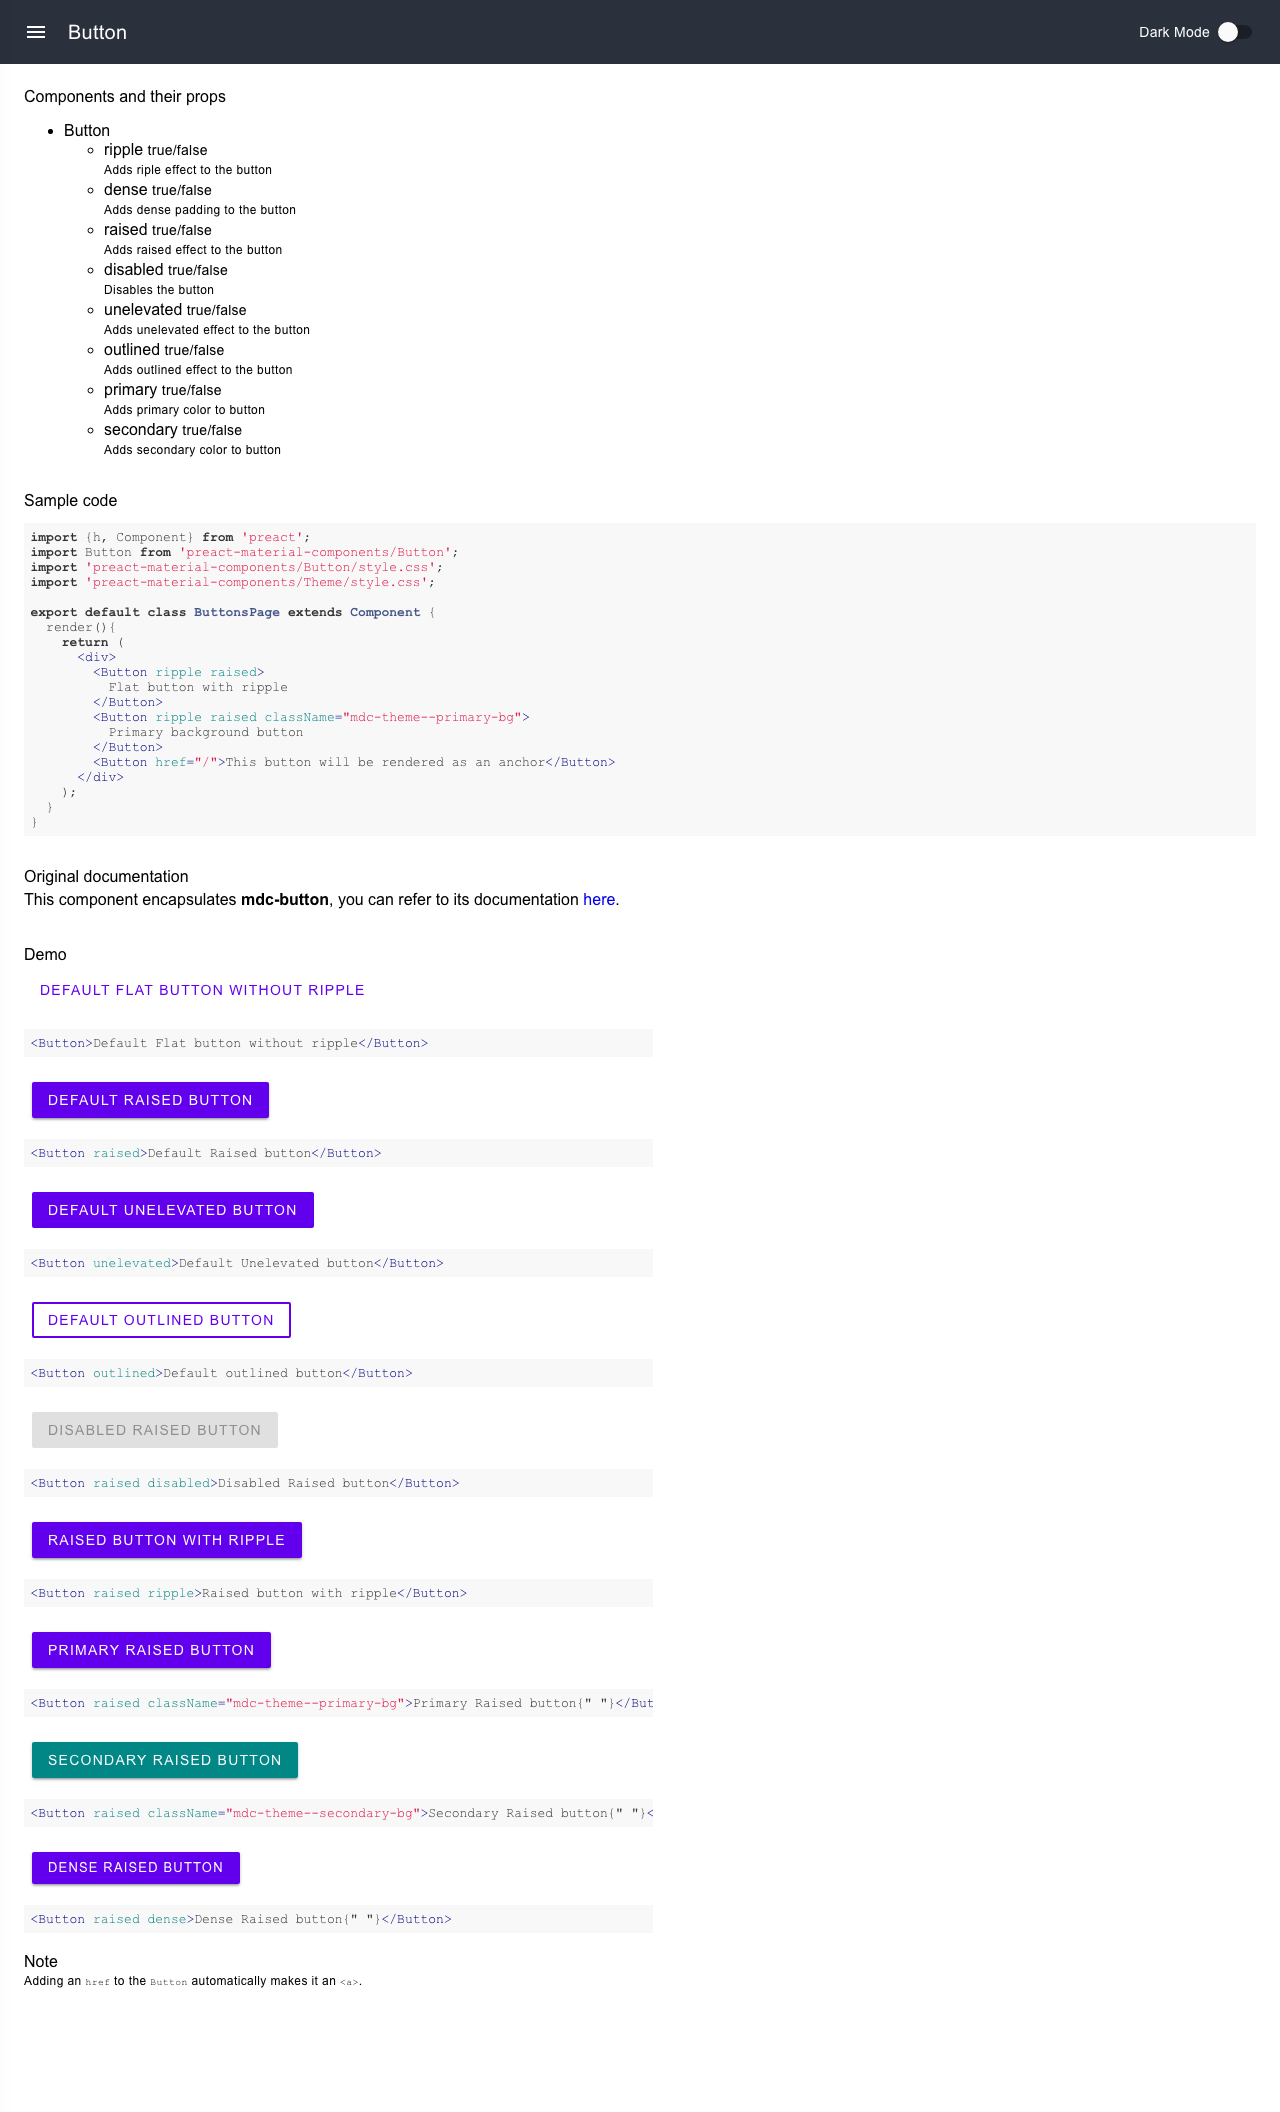 Button
Dark Mode
Components and their props
Button
ripple true/false
Adds riple effect to the button
dense true/false
Adds dense padding to the button
raised true/false
Adds raised effect to the button
disabled true/false
Disables the button
unelevated true/false
Adds unelevated effect to the button
outlined true/false
Adds outlined effect to the button
primary true/false
Adds primary color to button
secondary true/false
Adds secondary color to button
Sample code
import {h, Component} from 'preact';
import Button from 'preact-material-components/Button';
import 'preact-material-components/Button/style.css';
import 'preact-material-components/Theme/style.css';
export default class ButtonsPage extends Component {
render(){
return (
<div>
<Button ripple raised>
Flat button with ripple
</Button>
<Button ripple raised className="mdc-theme--primary-bg">
Primary background button
</Button>
<Button href="/">This button will be rendered as an anchor</Button>
</div>
);
}
}
Original documentation
This component encapsulates mdc-button, you can refer to its documentation here.
Demo
DEFAULT FLAT BUTTON WITHOUT RIPPLE
<Button>Default Flat button without ripple</Button>
DEFAULT RAISED BUTTON
<Button raised>Default Raised button</Button>
DEFAULT UNELEVATED BUTTON
<Button unelevated>Default Unelevated button</Button>
DEFAULT OUTLINED BUTTON
<Button outlined>Default outlined button</Button>
DISABLED RAISED BUTTON
<Button raised disabled>Disabled Raised button</Button>
RAISED BUTTON WITH RIPPLE
<Button raised ripple>Raised button with ripple</Button>
PRIMARY RAISED BUTTON
<Button raised className="mdc-theme--primary-bg">Primary Raised button{" "}</But
SECONDARY RAISED BUTTON
<Button raised className="mdc-theme--secondary-bg">Secondary Raised button{" "}<
DENSE RAISED BUTTON
<Button raised dense>Dense Raised button{" "}</Button>
Note
Adding an href to the Button automatically makes it an <a>.